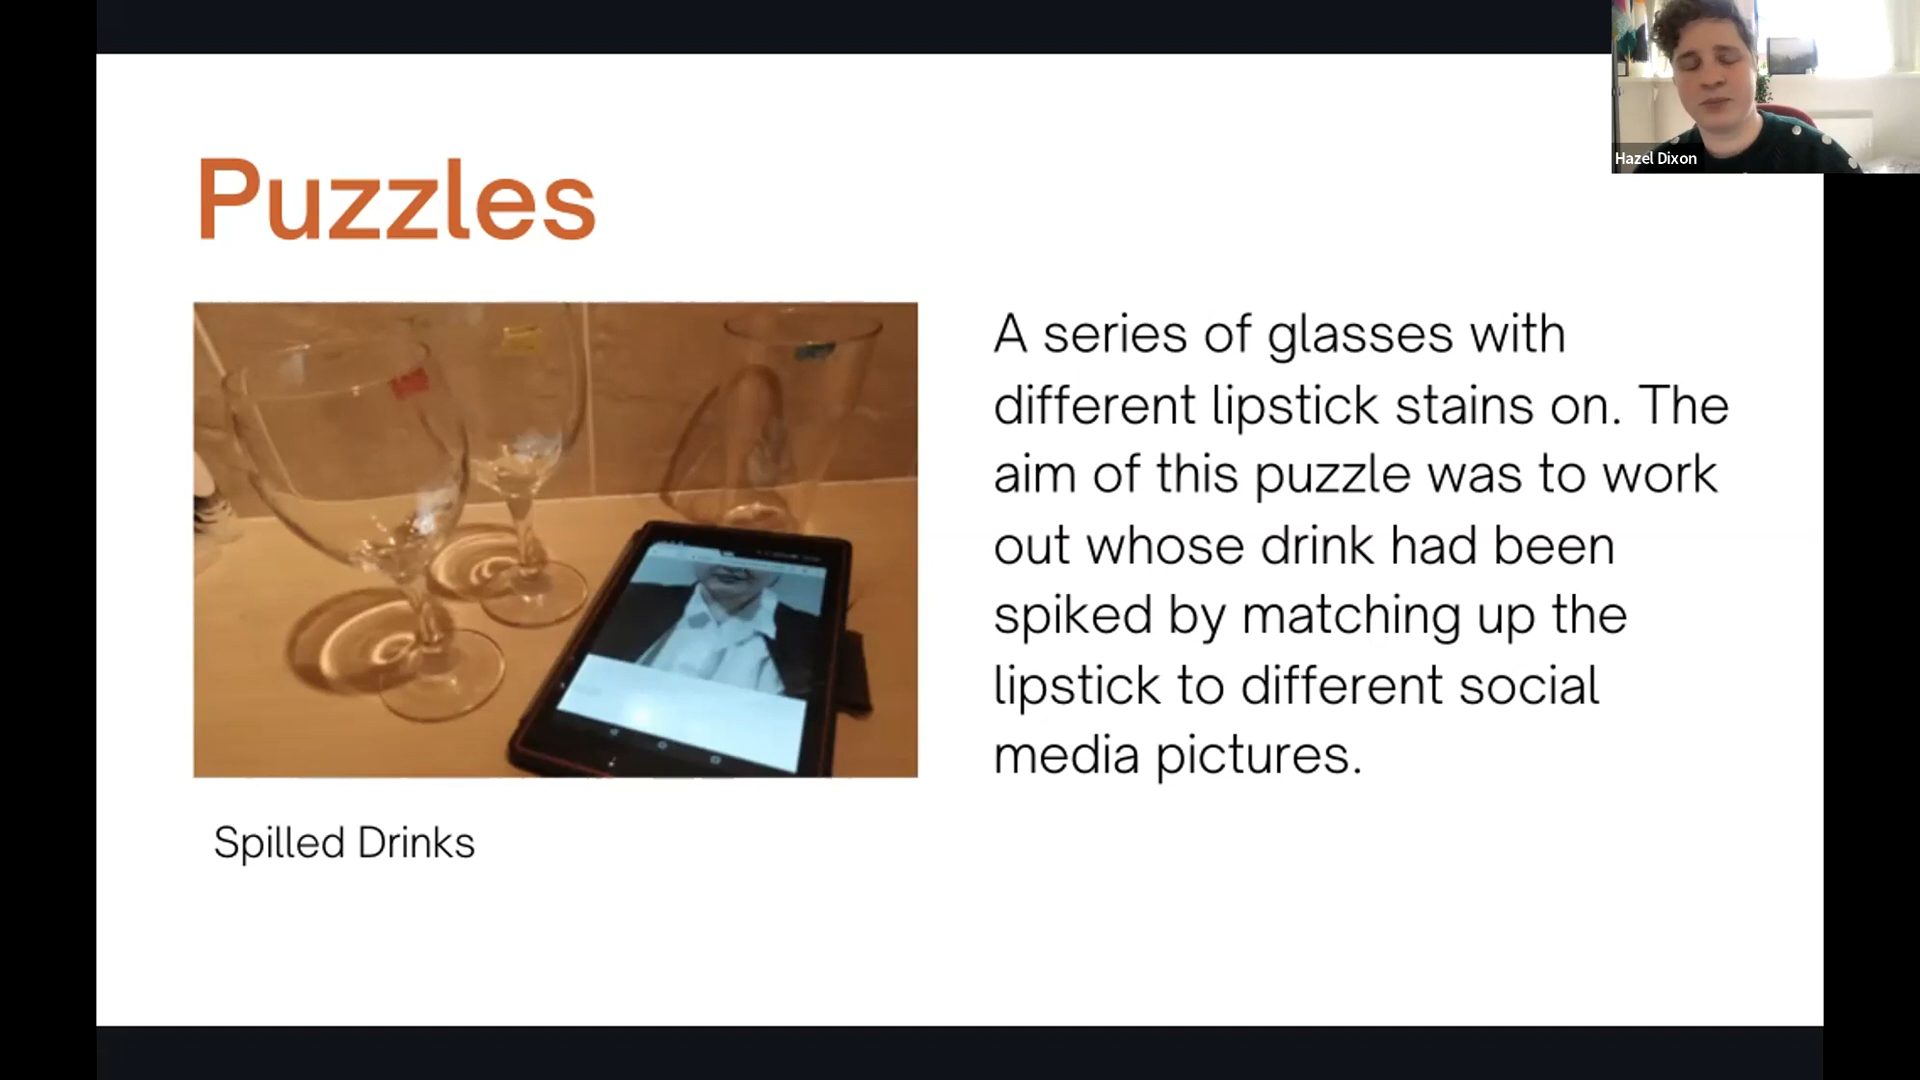 Hazel Dixon
Puzzles
A series of glasses with
different lipstick stains on. The
aim of this puzzle was to work
out whose drink had been
spiked by matching up the
lipstick to different social
media pictures.
Spilled Drinks